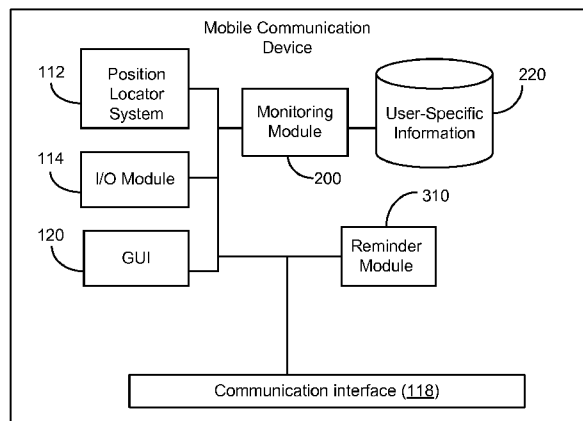 Mobile Communication
Device
112
Position
Locator
System
Monitoring
Module
200
User-Specific
Information
220
114
I/O Module
310
120
GUI
Reminder
Module
Communication interface (118)